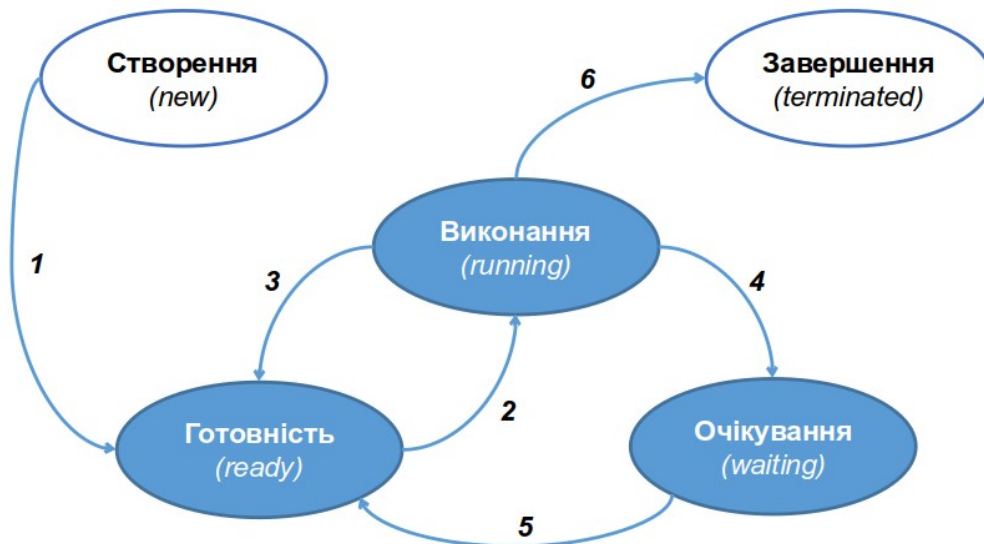 Створення
(new)
6
Завершення
(terminated)
1
3
Виконання
(running)
4
Готовність
(ready)
2
Очікування
(waiting)
5